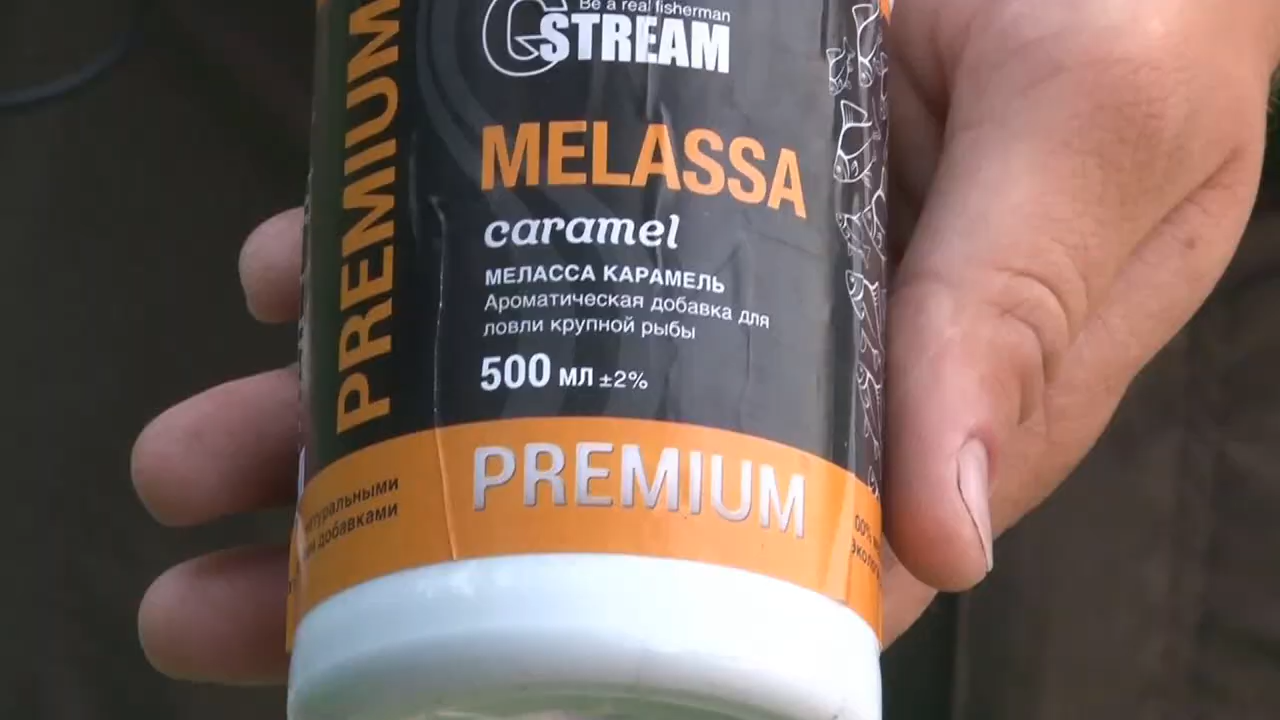 PREMIUM
Be a real fisherman
GSTREAM
MELASSA
caramel
МЕЛАССА КАРАМЕЛЬ
Ароматическая добавка для
ловли крупной рыбы
500 мл ±2%
PREMIUM
добавками